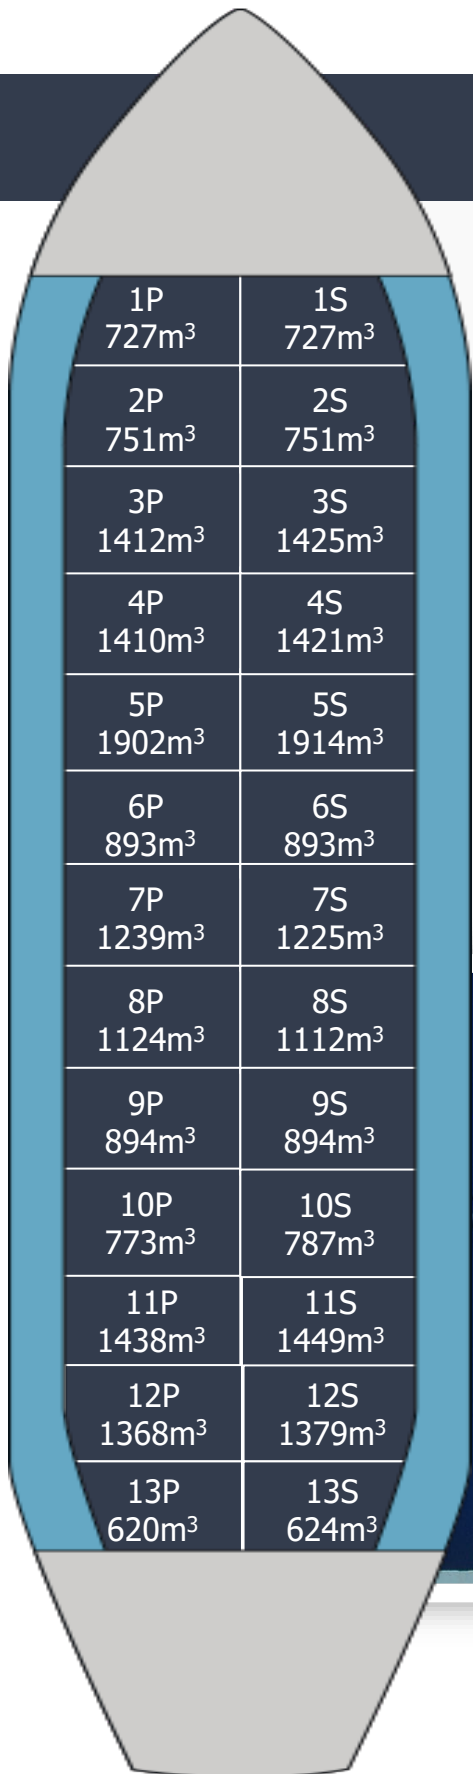 1P 1S
727m³ 727m³
2P 2S
751m³ 751m³
3P 3S
1412m³ 1425m³
4P 4S
1410m³ 1421m³
5P 5S
1902m³ 1914m³
6P 6S
893m³ 893m³
7P 7S
1239m³ 1225m³
8P 8S
1124m³ 1112m³
9P 9S
894m³ 894m³
10P 10S
773m³ 787m³
11P 11S
1438m³ 1449m³
12P 12S
1368m³ 1379m³
13P 13S
620m³ 624m³